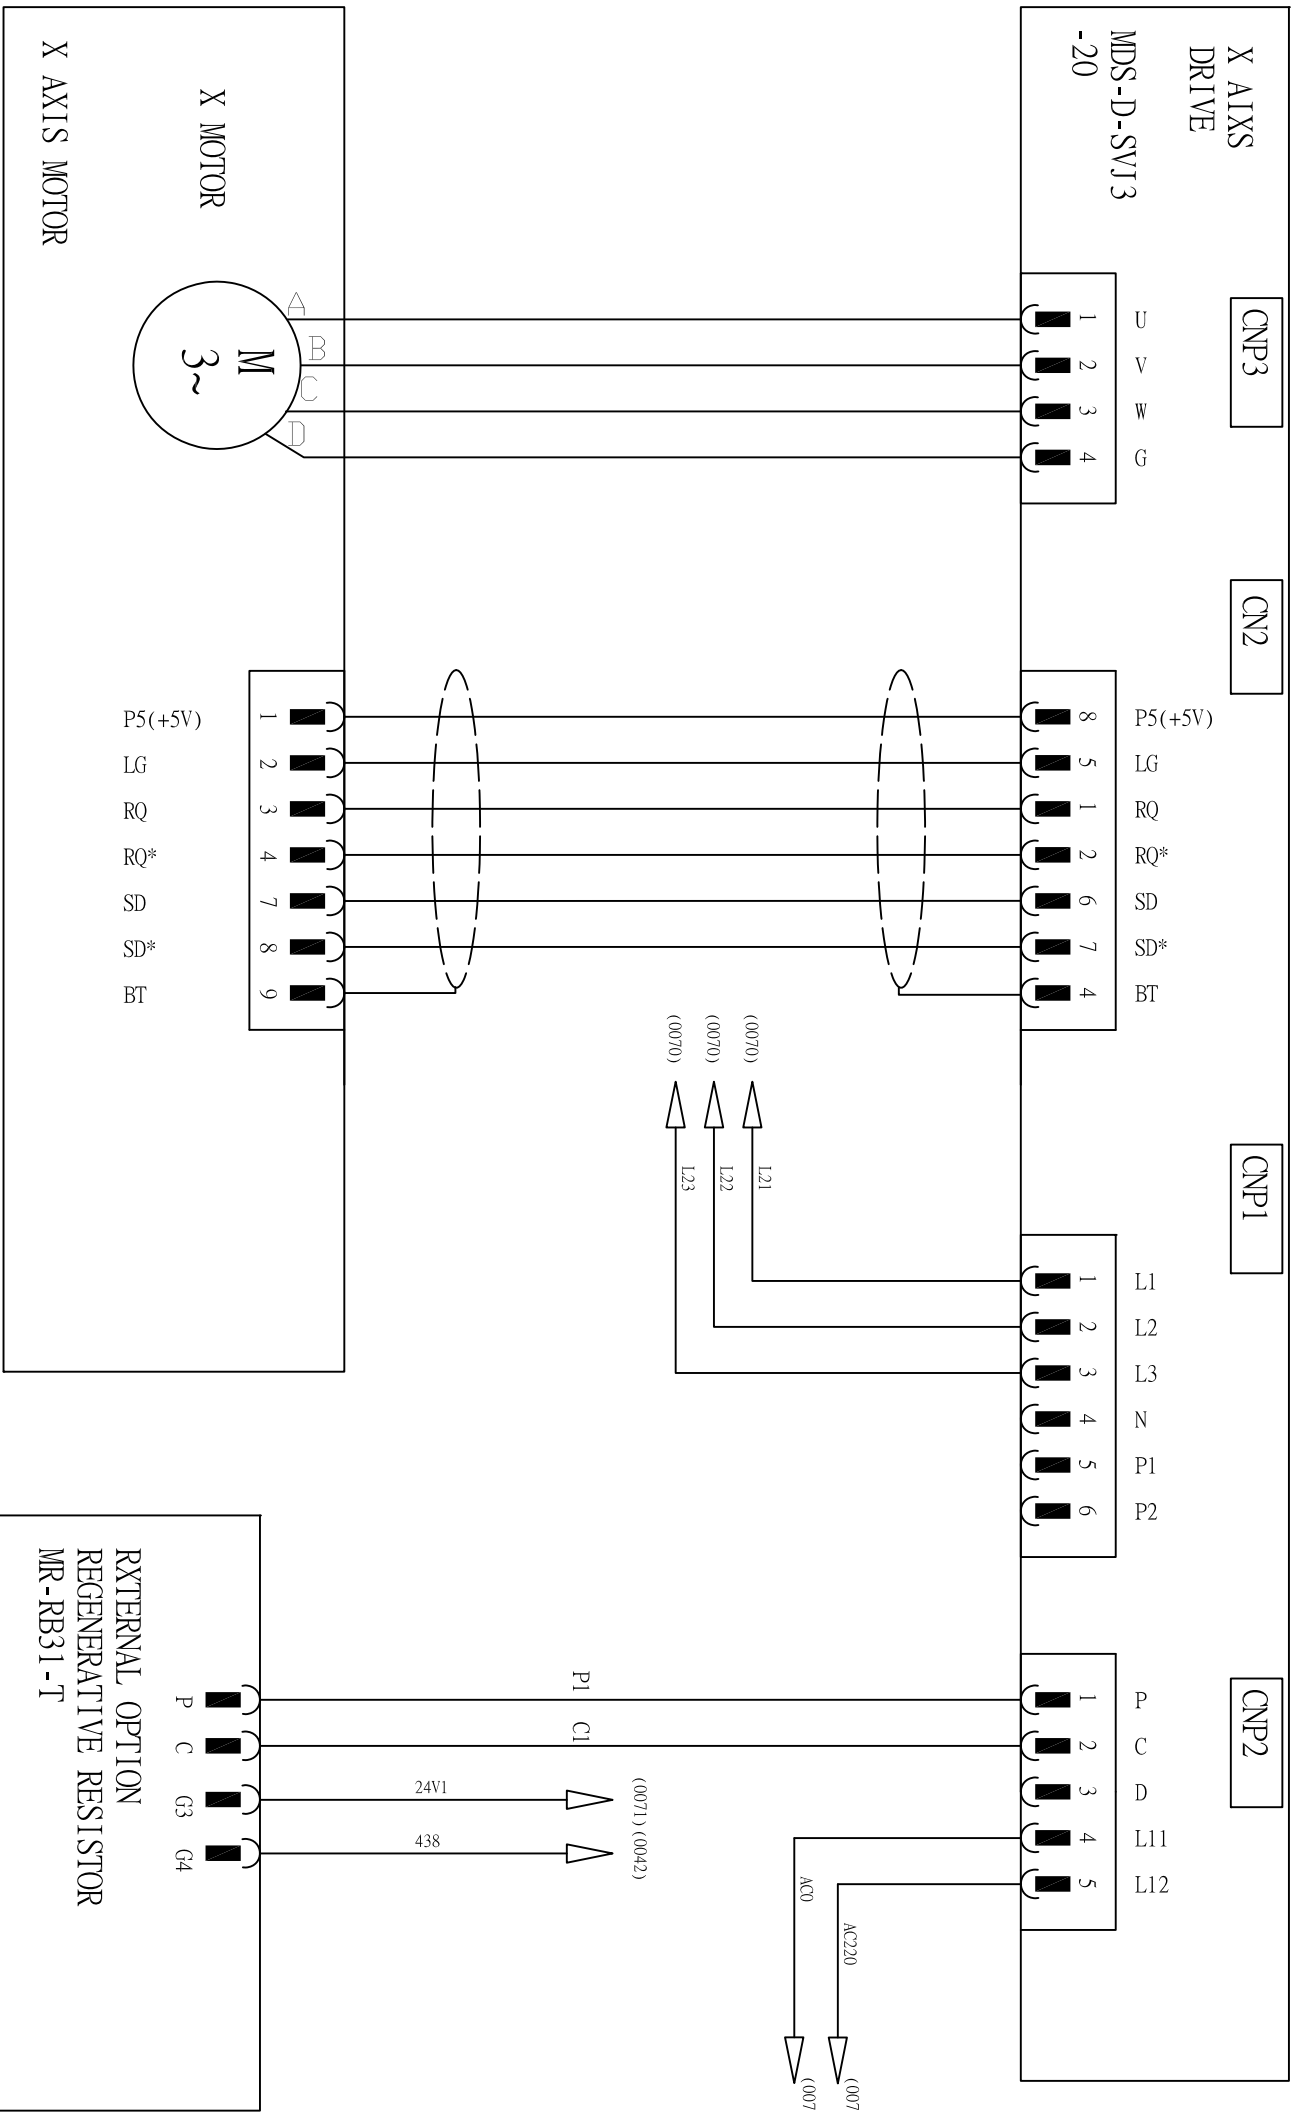 X AIXS
DRIVE
MDS-D-SVJ3
-20
CNP3
CN2
CNP1
CNP2
U
V
W
G
1
2
3
4
P5(+5V)
LG
RQ
RQ*
SD
SD*
BT
8
5
1
2
6
7
4
L1
L2
L3
N
P1
P2
1
2
3
4
5
6
P
C
D
L11
L12
1
2
3
4
5
AC220
AC0
(007
(007
L21
L22
L23
(0070)
(0070)
(0070)
P1
C1
24V1
438
(0071)(0042)
A
B
C
D
M
3~
X MOTOR
X AXIS MOTOR
1
2
3
4
7
8
9
P5(+5V)
LG
RQ
RQ*
SD
SD*
BT
P
C
G3
G4
RXTERNAL OPTION
REGENERATIVE RESISTOR
MR-RB31-T